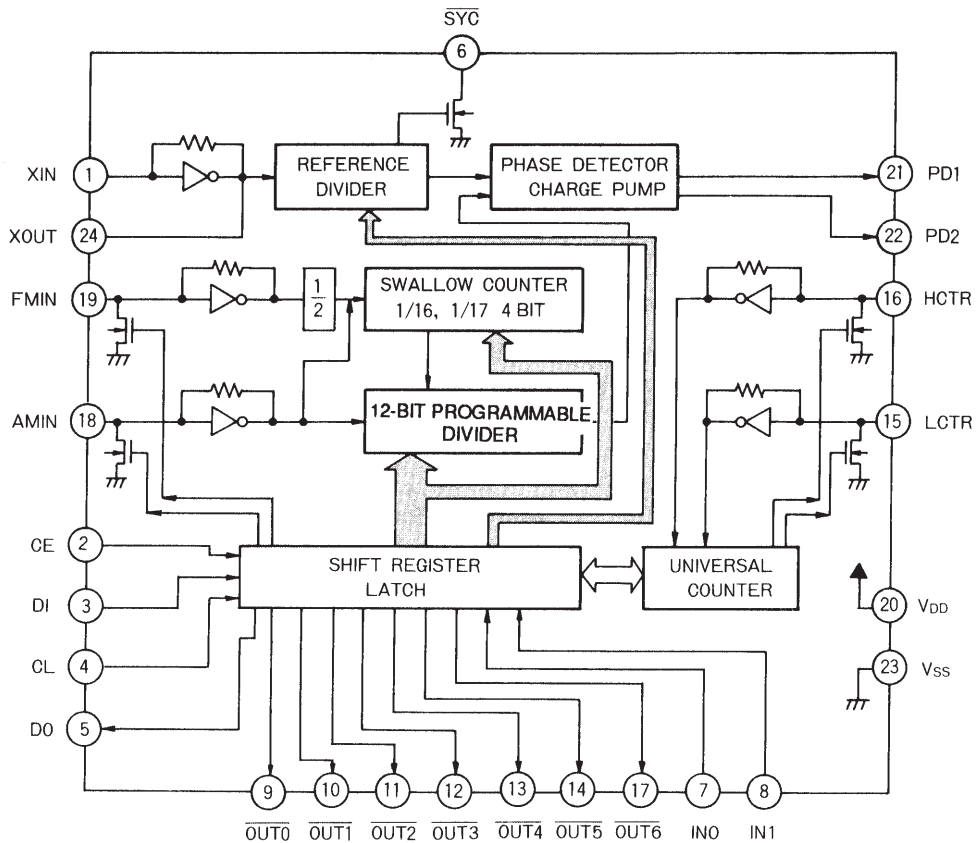 SYC
6
XIN
1
REFERENCE
DIVIDER
PHASE DETECTOR
CHARGE PUMP
21
PD1
XOUT
24
22
PD2
FMIN
19
1
2
SWALLOW COUNTER
1/16, 1/17 4 BIT
16
HCTR
AMIN
18
12-BIT PROGRAMMABLE
DIVIDER
15
LCTR
CE
2
SHIFT REGISTER
LATCH
UNIVERSAL
COUNTER
DI
3
20
VDD
CL
4
23
VSS
DO
5
9
10
11
12
13
14
17
7
8
OUT0
OUT1
OUT2
OUT3
OUT4
OUT5
OUT6
IN0
IN1